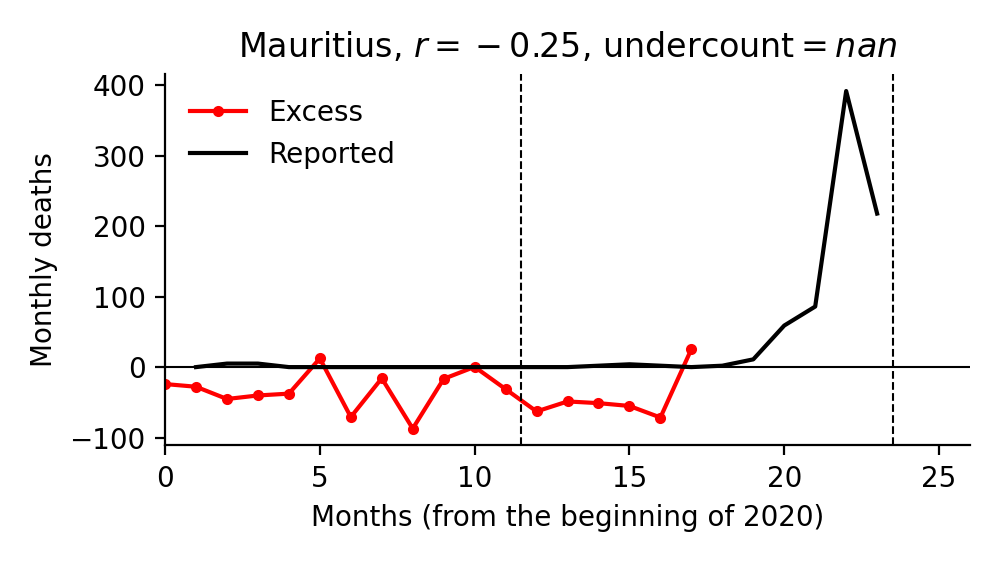 Mauritius, r = −0.25, undercount = nan
Excess
Reported
Monthly deaths
400
300
200
100
0
−100
0 5 10 15 20 25
Months (from the beginning of 2020)